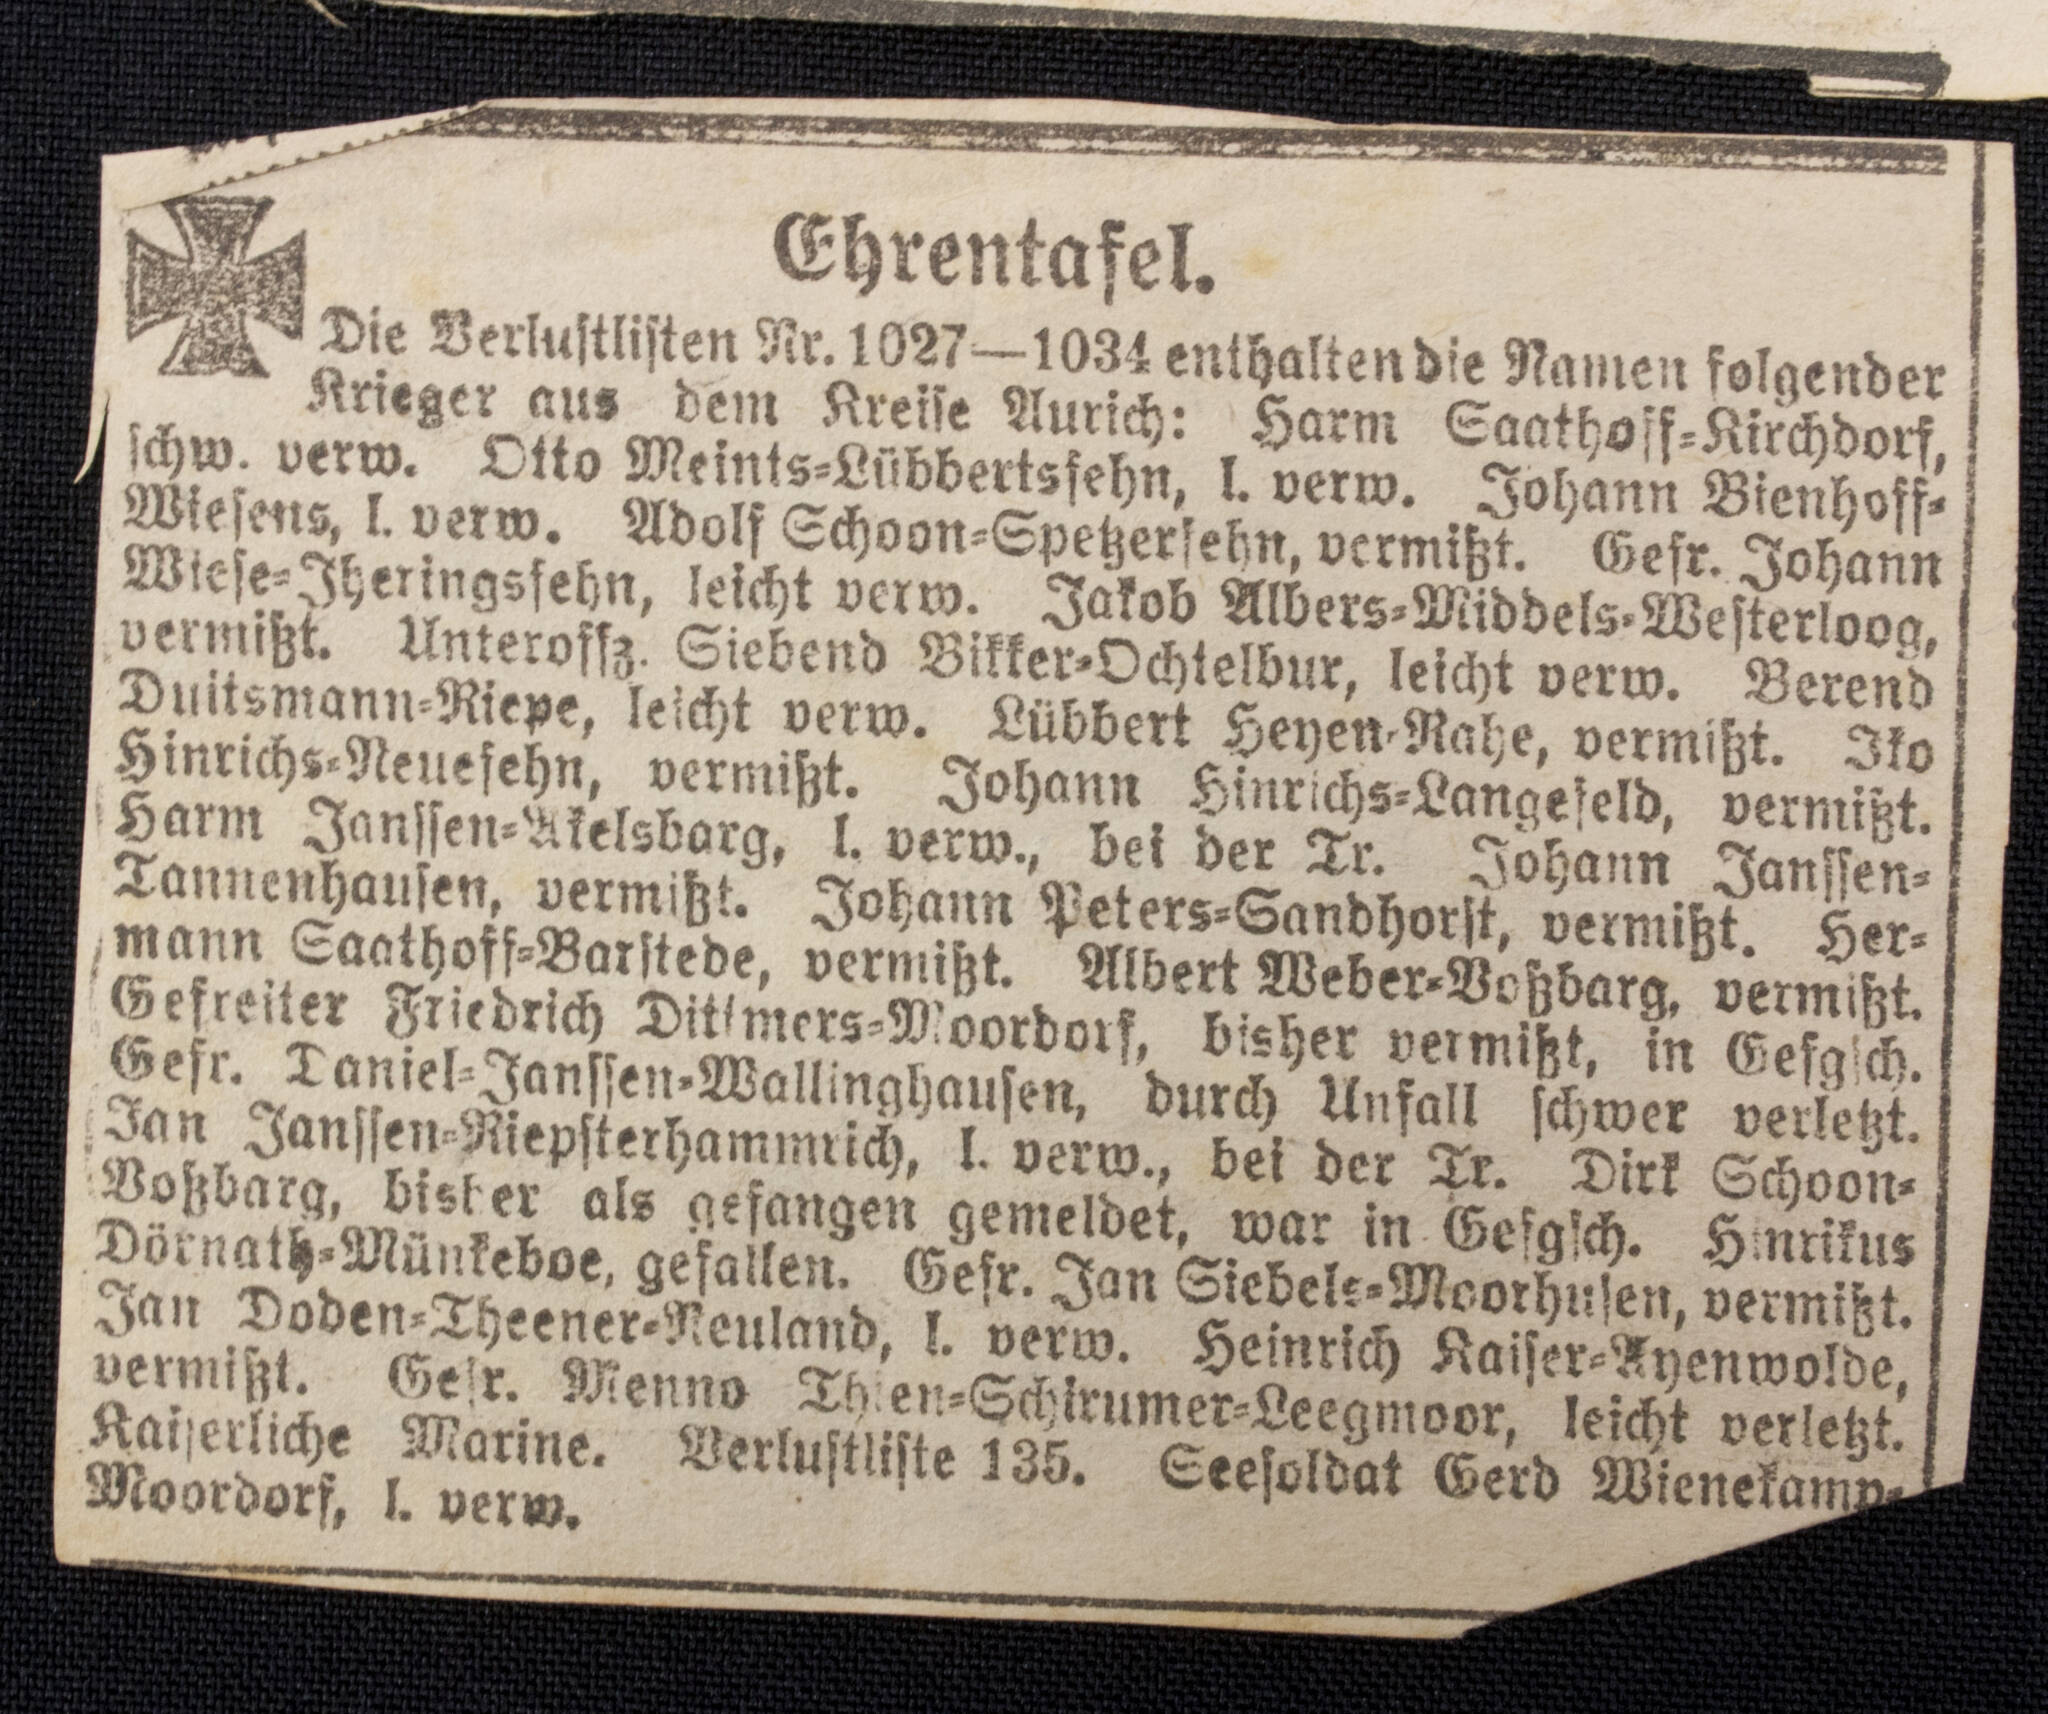 Ehrentafel.
Die Verlustlisten Nr. 1027—1034 enthalten die Namen folgender
Krieger aus dem Kreise Aurich: Harm Saathoff-Kirchdorf,
schw. verw. Otto Meints-Lübbertsfehn, l. verw. Johann Bienhoff-
Wiesens, l. verw. Adolf Schoon-Spetzerfehn, vermißt. Gefr. Johann
Wiese-Jheringsfehn, leicht verw. Jakob Albers-Middels-Westerloog,
vermißt. Unteroffz. Siebend Bikker-Ochtelbur, leicht verw. Berend
Duitsmann-Riepe, leicht verw. Lübbert Heyen-Rahe, vermißt. Iko
Hinrichs-Neuefehn, vermißt. Johann Hinrichs-Langefeld, vermißt.
Harm Janssen-Akelsbarg, l. verw., bei der Tr. Johann Janssen-
Tannenhausen, vermißt. Johann Peters-Sandhorst, vermißt. Her-
mann Saathoff-Barstede, vermißt. Albert Weber-Voßbarg, vermißt.
Gefreiter Friedrich Dittmers-Moordorf, bisher vermißt, in Gefgsch.
Gefr. Daniel-Janssen-Wallinghausen, durch Unfall schwer verletzt.
Jan Janssen-Riepsterhammrich, l. verw., bei der Tr. Dirk Schoon-
Voßbarg, bisher als gefangen gemeldet, war in Gefgsch. Hinrikus
Dörnath-Münkeboe, gefallen. Gefr. Jan Siebels-Moorhusen, vermißt.
Jan Doden-Theener-Neuland, l. verw. Heinrich Kaiser-Ayenwolde,
vermißt. Gefr. Menno Thien-Schirumer-Leegmoor, leicht verletzt.
Kaiserliche Marine. Verlustliste 135. Seesoldat Gerd Wienekamp-
Moordorf, l. verw.